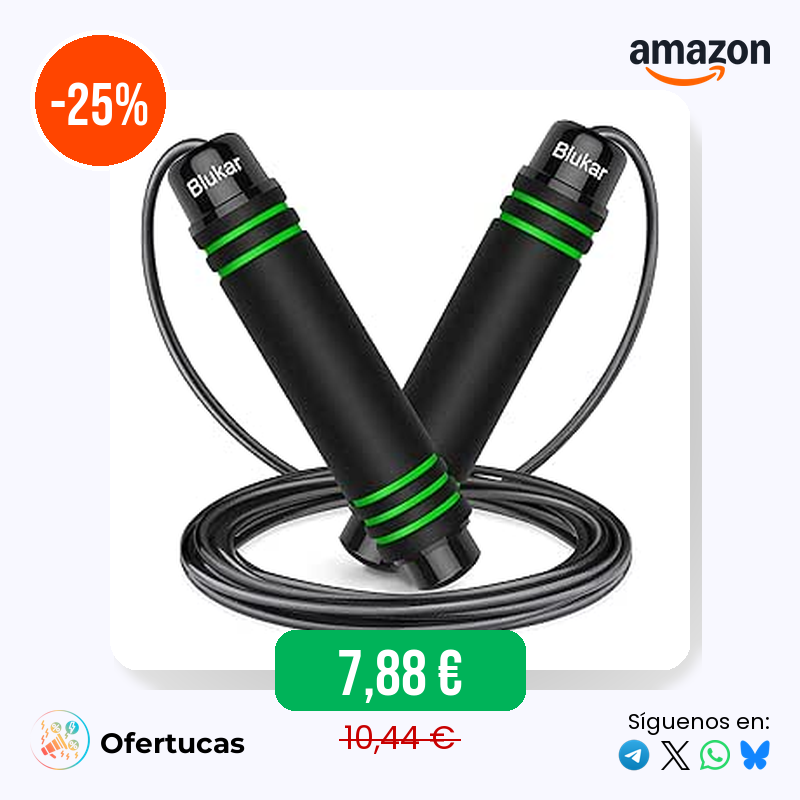 -25%
amazon
Blukar
Blukar
7,88 €
10,44 €
Ofertucas
Síguenos en: